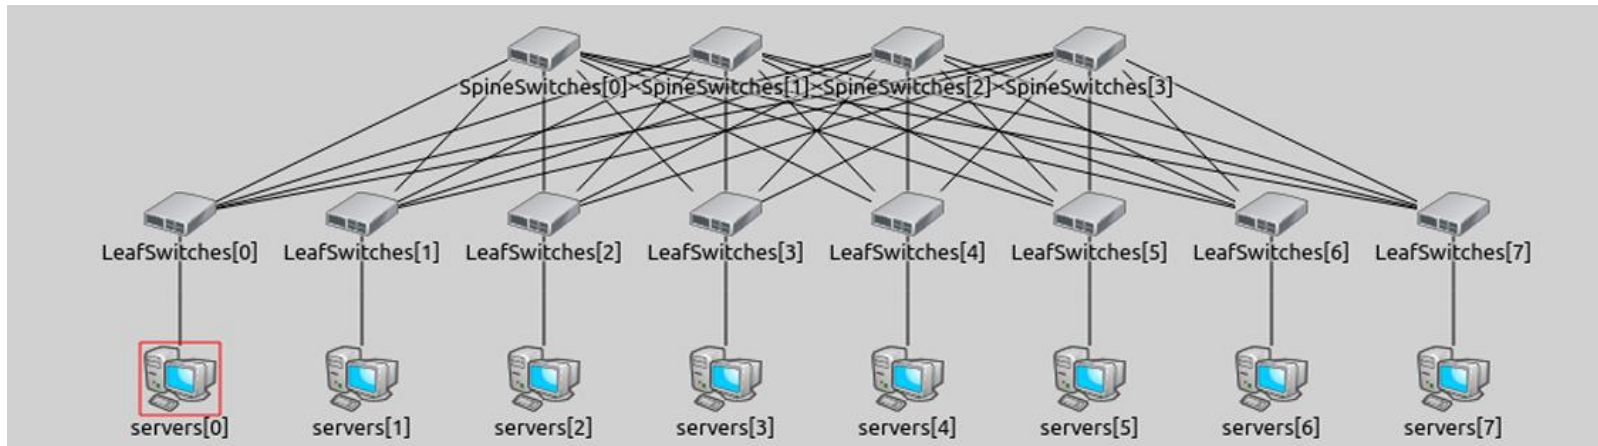 SpineSwitches[0] SpineSwitches[1] SpineSwitches[2] SpineSwitches[3]
LeafSwitches[0] LeafSwitches[1] LeafSwitches[2] LeafSwitches[3] LeafSwitches[4] LeafSwitches[5] LeafSwitches[6] LeafSwitches[7]
servers[0] servers[1] servers[2] servers[3] servers[4] servers[5] servers[6] servers[7]